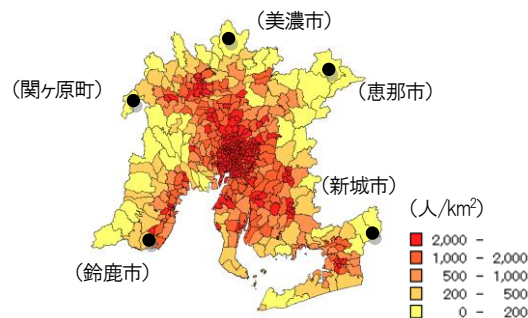 （美濃市）
（関ヶ原町）
（恵那市）
（新城市）
（鈴鹿市）
（人/km²）
2,000 －
1,000 － 2,000
500 － 1,000
200 － 500
0 － 200